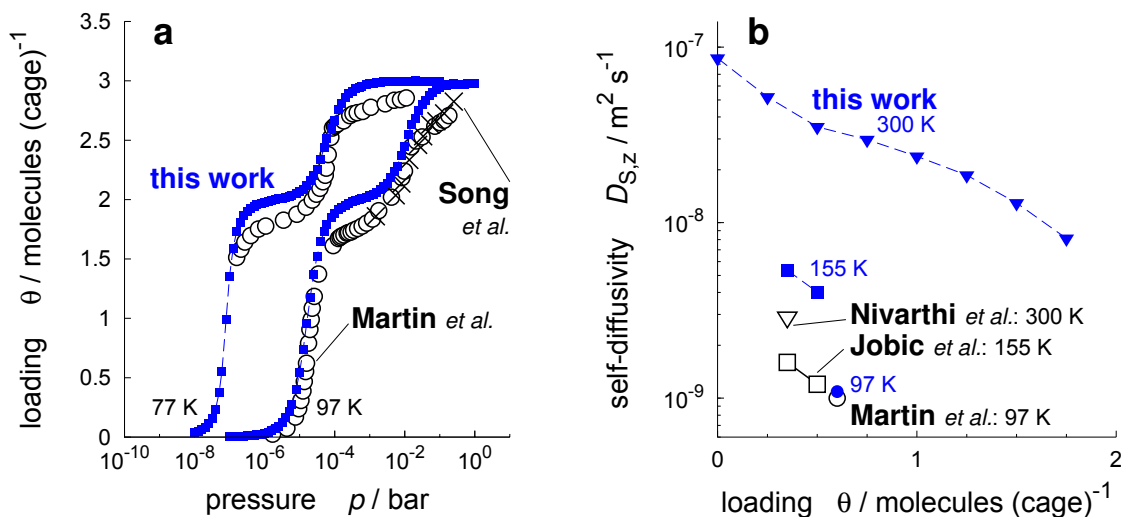 a
loading θ / molecules (cage)⁻¹
3.5
3
2.5
2
1.5
1
0.5
0
this work
Song
et al.
Martin et al.
77 K
97 K
10⁻¹⁰
10⁻⁸
10⁻⁶
10⁻⁴
10⁻²
10⁰
pressure p / bar
b
self-diffusivity D_S,z / m² s⁻¹
10⁻⁷
10⁻⁸
10⁻⁹
this work
300 K
155 K
Nivarthi et al.: 300 K
Jobic et al.: 155 K
97 K
Martin et al.: 97 K
0
1
2
loading θ / molecules (cage)⁻¹